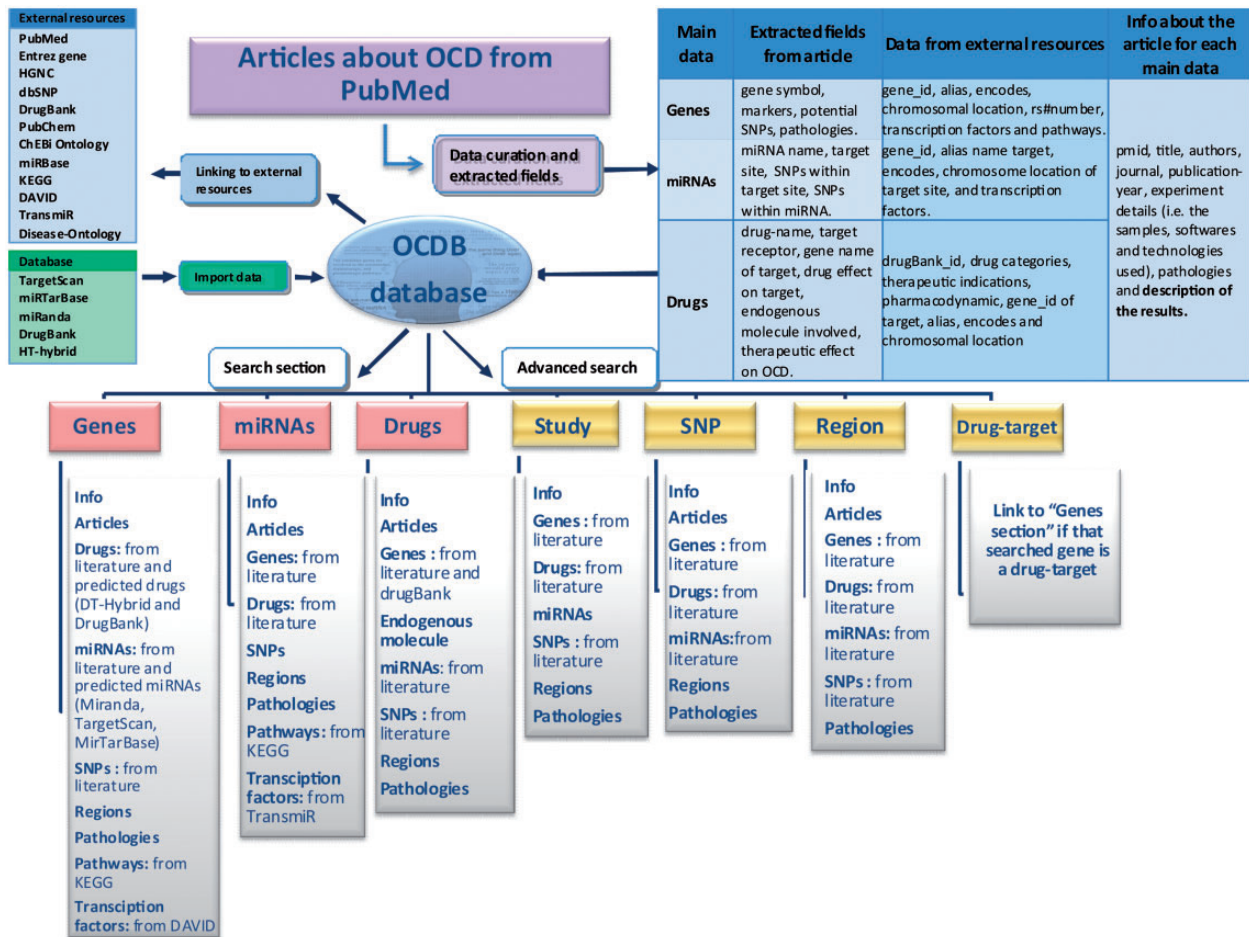 External resources
PubMed
Entrez gene
HGNC
dbSNP
DrugBank
PubChem
ChEBi Ontology
miRBase
KEGG
DAVID
TransmiR
Disease-Ontology
Database
TargetScan
miRTarBase
miRanda
DrugBank
HT-hybrid
Articles about OCD from
PubMed
Data curation and
extracted fields
Linking to external
resources
Import data
OCDB
database
Search section
Advanced search
Main
data
Extracted fields
from article
Data from external resources
Info about the
article for each
main data
Genes
gene symbol,
markers, potential
SNPs, pathologies.
gene_id, alias, encodes,
chromosomal location, rs#number,
transcription factors and pathways.
miRNAs
miRNA name, target
site, SNPs within
target site, SNPs
within miRNA.
gene_id, alias name target,
encodes, chromosome location of
target site, and transcription
factors.
Drugs
drug-name, target
receptor, gene name of
target, drug effect
on target,
endogenous
molecule involved,
therapeutic effect
on OCD.
drugBank_id, drug categories,
therapeutic indications,
pharmacodynamic, gene_id of
target, alias, encodes and
chromosomal location
pmid, title, authors,
journal, publication-
year, experiment
details (i.e. the
samples, softwares
and technologies
used), pathologies
and description of
the results.
Genes
Info
Articles
Drugs: from
literature and
predicted drugs
(DT-Hybrid and
DrugBank)
miRNAs: from
literature and
predicted miRNAs
(Miranda,
TargetScan,
MirTarBase)
SNPs : from
literature
Regions
Pathologies
Pathways: from
KEGG
Transciption
factors: from DAVID
miRNAs
Info
Articles
Genes: from
literature
Drugs: from
literature
SNPs
Regions
Pathologies
Pathways: from
KEGG
Transciption
factors: from
TransmiR
Drugs
Info
Articles
Genes : from
literature and
drugBank
Endogenous
molecule
miRNAs: from
literature
SNPs : from
literature
Regions
Pathologies
Study
Info
Genes : from
literature
Drugs: from
literature
miRNAs
SNPs : from
literature
Regions
Pathologies
SNP
Info
Articles
Genes : from
literature
Drugs: from
literature
miRNAs:from
literature
Regions
Pathologies
Region
Info
Articles
Genes : from
literature
Drugs: from
literature
miRNAs: from
literature
SNPs : from
literature
Pathologies
Drug-target
Link to “Genes
section” if that
searched gene is
a drug-target